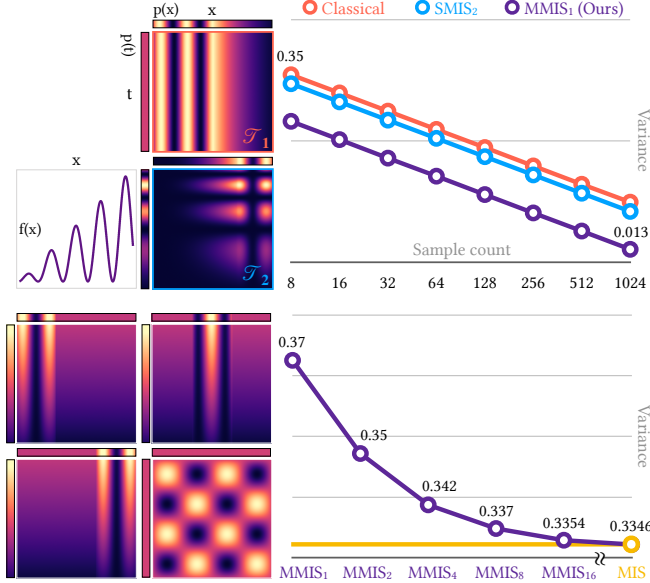 p(x) x
Classical SMIS₂ MMIS₁ (Ours)
p(t)
t
𝒯₁
0.35
Variance
x
f(x)
𝒯₂
0.013
Sample count
8 16 32 64 128 256 512 1024
0.37
0.35
0.342
0.337
0.3354
0.3346
Variance
MMIS₁ MMIS₂ MMIS₄ MMIS₈ MMIS₁₆ MIS